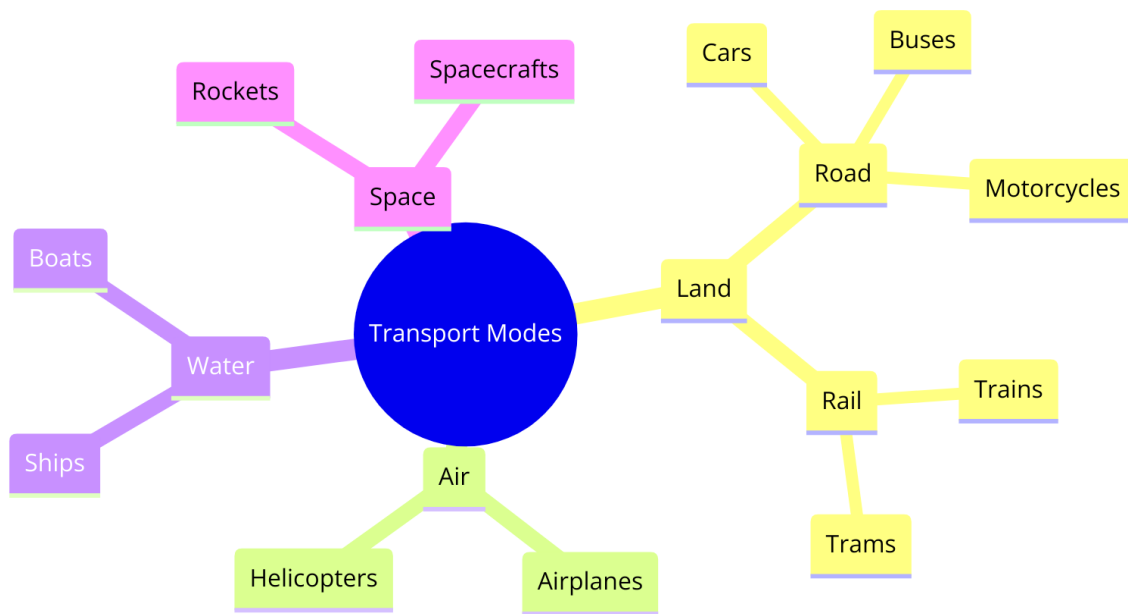 Transport Modes
Land
Road
Cars
Buses
Motorcycles
Rail
Trains
Trams
Air
Airplanes
Helicopters
Water
Boats
Ships
Space
Rockets
Spacecrafts